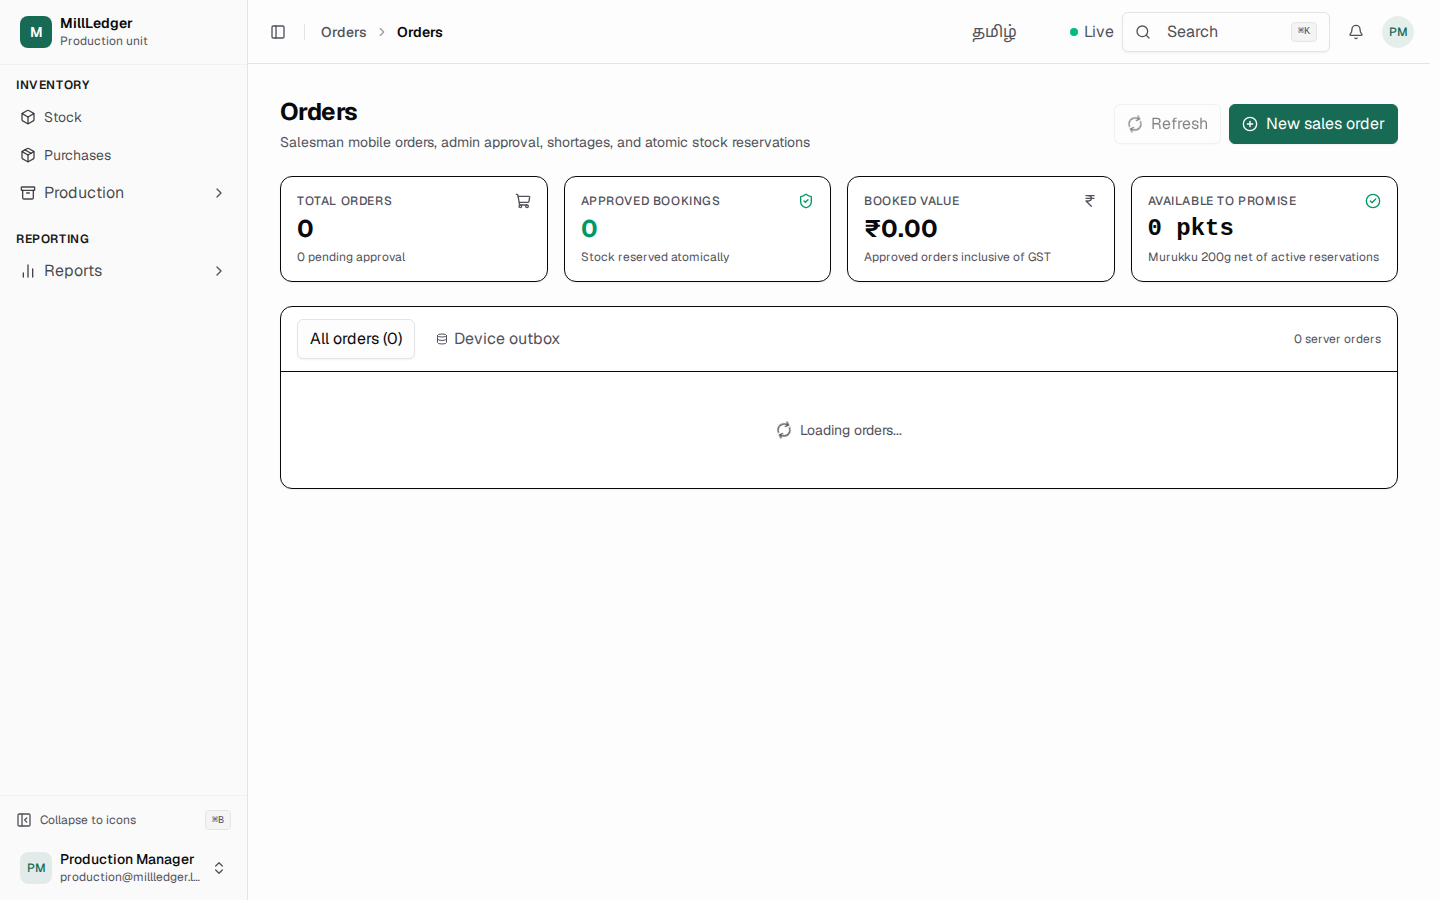 M
MillLedger
Production unit
INVENTORY
Stock
Purchases
Production
REPORTING
Reports
Collapse to icons
⌘B
PM
Production Manager
production@millledger.l...
Orders
Orders
தமிழ்
Live
Search
⌘K
PM
Orders
Salesman mobile orders, admin approval, shortages, and atomic stock reservations
Refresh
New sales order
TOTAL ORDERS
0
0 pending approval
APPROVED BOOKINGS
0
Stock reserved atomically
BOOKED VALUE
₹
₹0.00
Approved orders inclusive of GST
AVAILABLE TO PROMISE
0 pkts
Murukku 200g net of active reservations
All orders (0)
Device outbox
0 server orders
Loading orders...